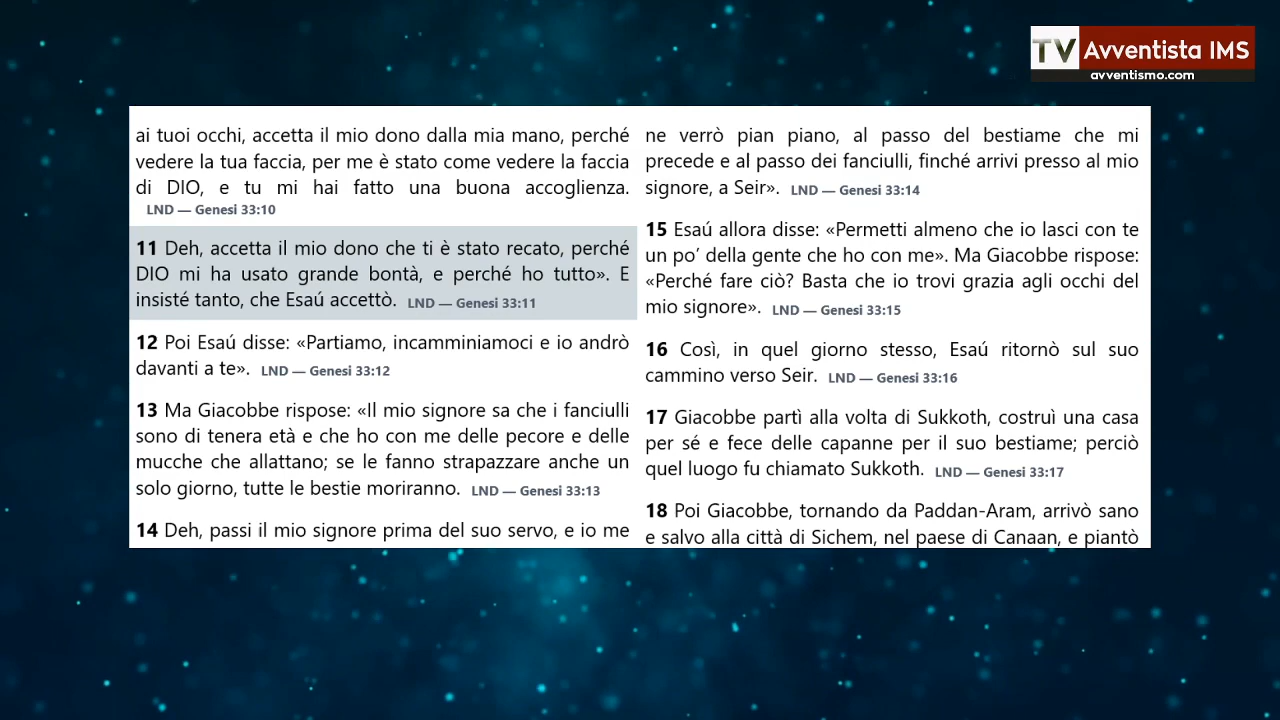 TV Avventista IMS
avventismo.com
ai tuoi occhi, accetta il mio dono dalla mia mano, perché
vedere la tua faccia, per me è stato come vedere la faccia
di DIO, e tu mi hai fatto una buona accoglienza.
LND — Genesi 33:10
11 Deh, accetta il mio dono che ti è stato recato, perché
DIO mi ha usato grande bontà, e perché ho tutto». E
insisté tanto, che Esaú accettò. LND — Genesi 33:11
12 Poi Esaú disse: «Partiamo, incamminiamoci e io andrò
davanti a te». LND — Genesi 33:12
13 Ma Giacobbe rispose: «Il mio signore sa che i fanciulli
sono di tenera età e che ho con me delle pecore e delle
mucche che allattano; se le fanno strapazzare anche un
solo giorno, tutte le bestie moriranno. LND — Genesi 33:13
14 Deh, passi il mio signore prima del suo servo, e io me
ne verrò pian piano, al passo del bestiame che mi
precede e al passo dei fanciulli, finché arrivi presso al mio
signore, a Seir». LND — Genesi 33:14
15 Esaú allora disse: «Permetti almeno che io lasci con te
un po’ della gente che ho con me». Ma Giacobbe rispose:
«Perché fare ciò? Basta che io trovi grazia agli occhi del
mio signore». LND — Genesi 33:15
16 Così, in quel giorno stesso, Esaú ritornò sul suo
cammino verso Seir. LND — Genesi 33:16
17 Giacobbe partì alla volta di Sukkoth, costruì una casa
per sé e fece delle capanne per il suo bestiame; perciò
quel luogo fu chiamato Sukkoth. LND — Genesi 33:17
18 Poi Giacobbe, tornando da Paddan-Aram, arrivò sano
e salvo alla città di Sichem, nel paese di Canaan, e piantò